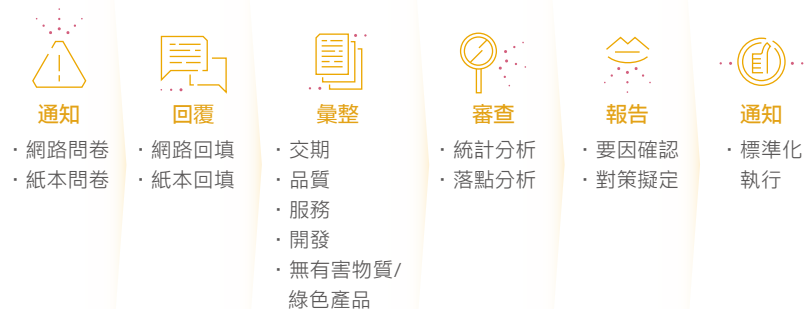 通知
・網路問卷
・紙本問卷
回覆
・網路回填
・紙本回填
彙整
・交期
・品質
・服務
・開發
・無有害物質/
綠色產品
審查
・統計分析
・落點分析
報告
・要因確認
・對策擬定
通知
・標準化
執行